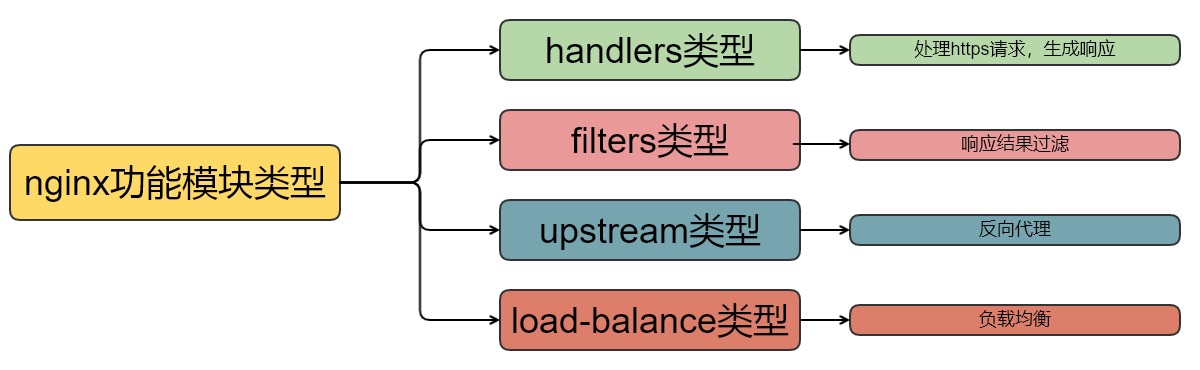 nginx功能模块类型
handlers类型
处理https请求，生成响应
filters类型
响应结果过滤
upstream类型
反向代理
load-balance类型
负载均衡